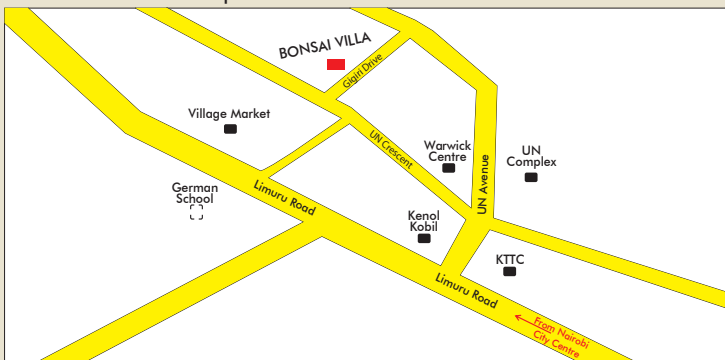 BONSAI VILLA
Gigiri Drive
Village Market
UN Crescent
Warwick
Centre
UN
Complex
UN Avenue
German
School
Limuru Road
Kenol
Kobil
KTTC
Limuru Road
From Nairobi
City Centre